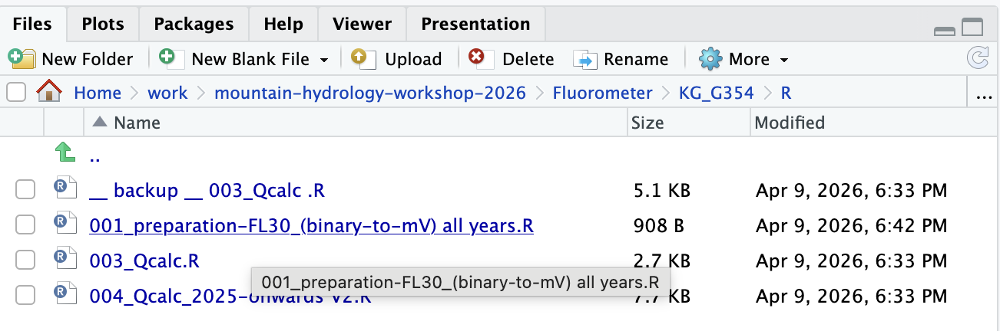 Files Plots Packages Help Viewer Presentation
New Folder New Blank File Upload Delete Rename More
Home work mountain-hydrology-workshop-2026 Fluorometer KG_G354 R ...
Name Size Modified
..
__ backup __ 003_Qcalc .R 5.1 KB Apr 9, 2026, 6:33 PM
001_preparation-FL30_(binary-to-mV) all years.R 908 B Apr 9, 2026, 6:42 PM
003_Qcalc.R 2.7 KB Apr 9, 2026, 6:33 PM
001_preparation-FL30_(binary-to-mV) all years.R
004_Qcalc_2025-onwards V2.R 7.7 KB Apr 9, 2026, 6:33 PM